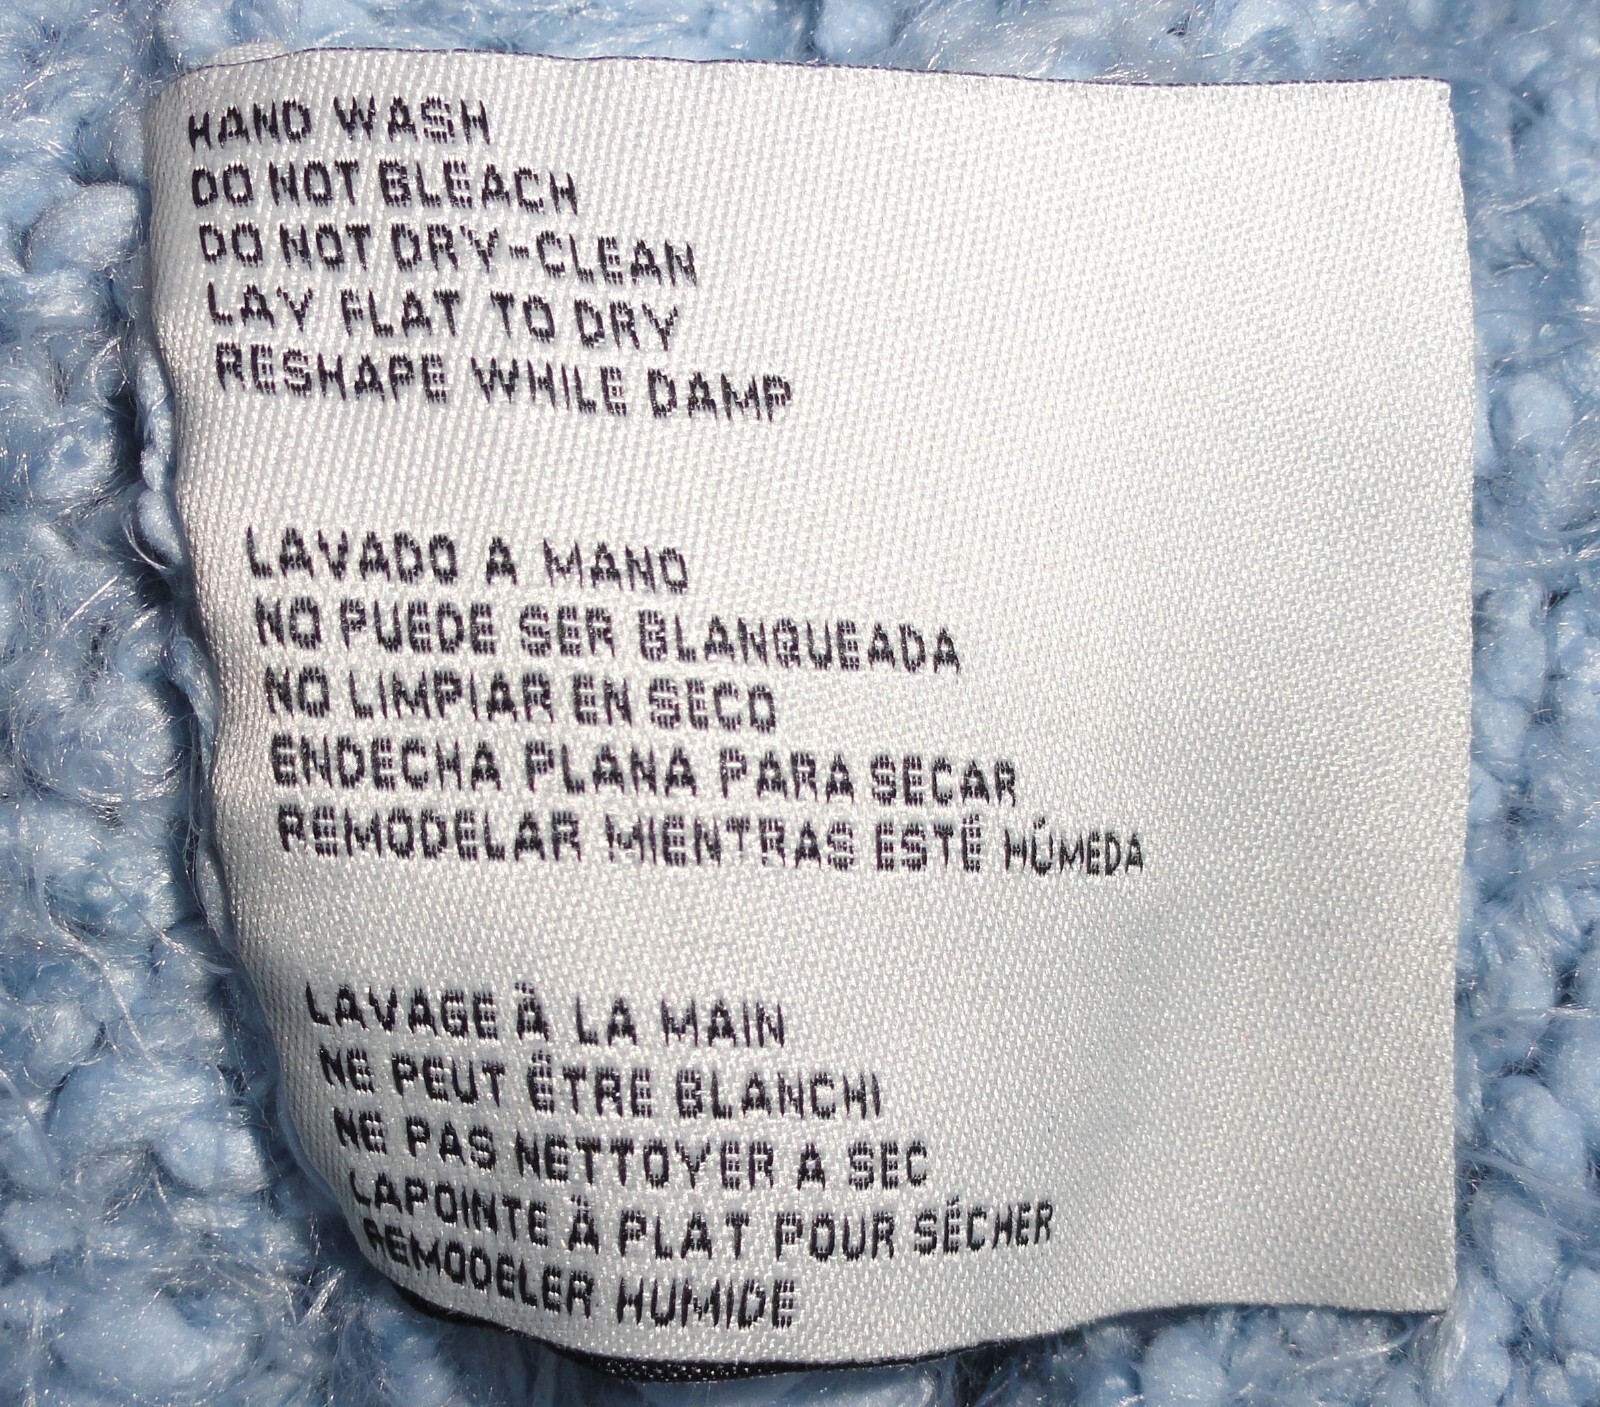 HAND WASH
DO NOT BLEACH
DO NOT DRY-CLEAN
LAY FLAT TO DRY
RESHAPE WHILE DAMP
LAVADO A MANO
NO PUEDE SER BLANQUEADA
NO LIMPIAR EN SECO
ENDECHA PLANA PARA SECAR
REMODELAR MIENTRAS ESTÉ HÚMEDA
LAVAGE Ä LA MAIN
NE PEUT ÊTRE BLANCHI
NE PAS NETTOYER A SEC
LAPOINTE Ä PLAT POUR SÉCHER
REMODELER HUMIDE